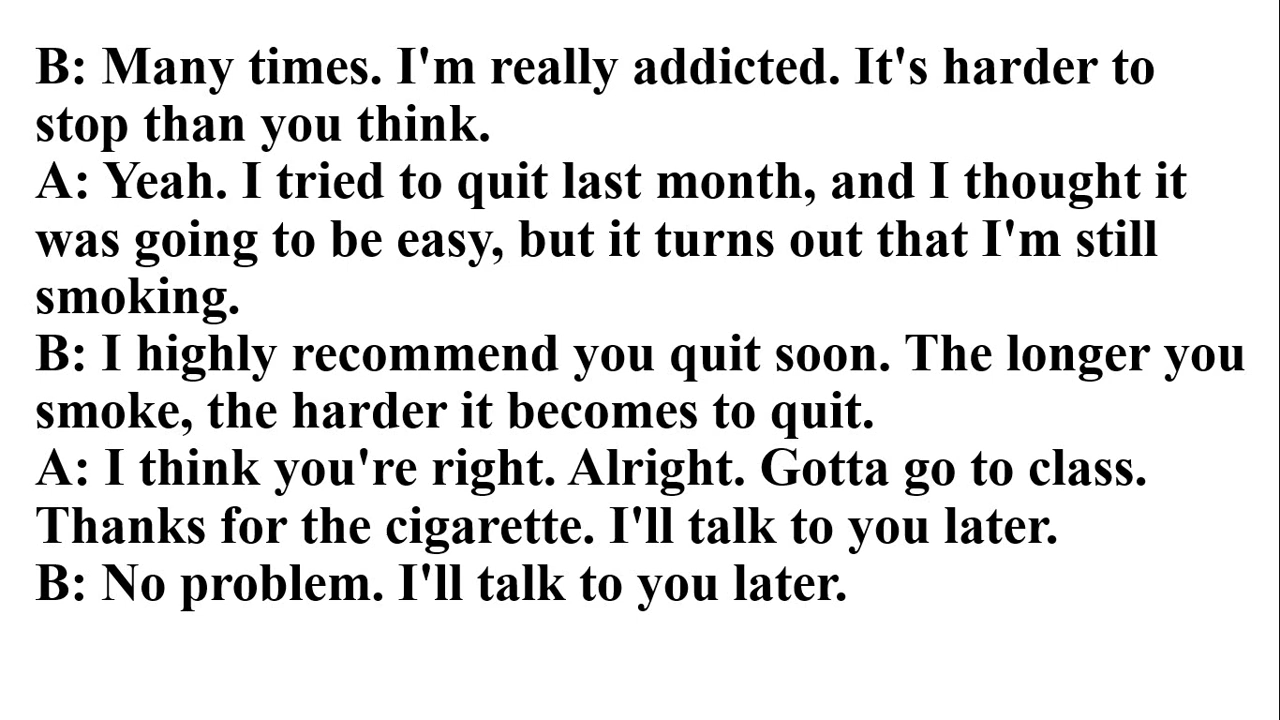 B: Many times. I'm really addicted. It's harder to
stop than you think.
A: Yeah. I tried to quit last month, and I thought it
was going to be easy, but it turns out that I'm still
smoking.
B: I highly recommend you quit soon. The longer you
smoke, the harder it becomes to quit.
A: I think you're right. Alright. Gotta go to class.
Thanks for the cigarette. I'll talk to you later.
B: No problem. I'll talk to you later.